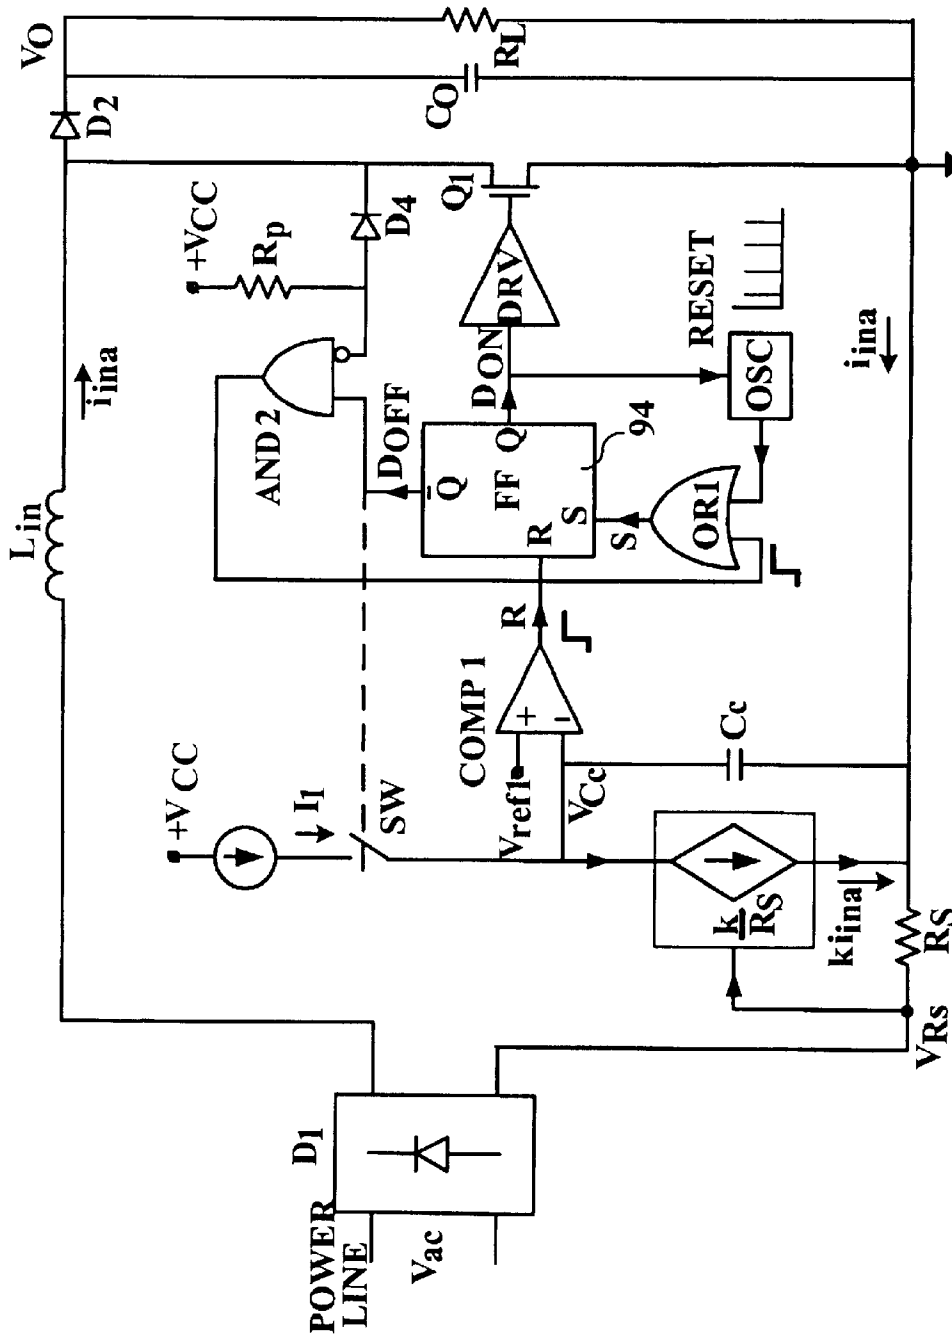 POWER
LINE
Vac
D1
Lin
iina
VO
D2
+VCC
I1
SW
+VCC
Rp
D4
AND2
DOFF
COMP1
Vref1
VCc
+
-
R
R
Q
FF
Q
S
94
S
DON
DRV
Q1
CO
RL
RESET
OSC
OR1
Cc
k
RS
kiina
iina
RS
VRs